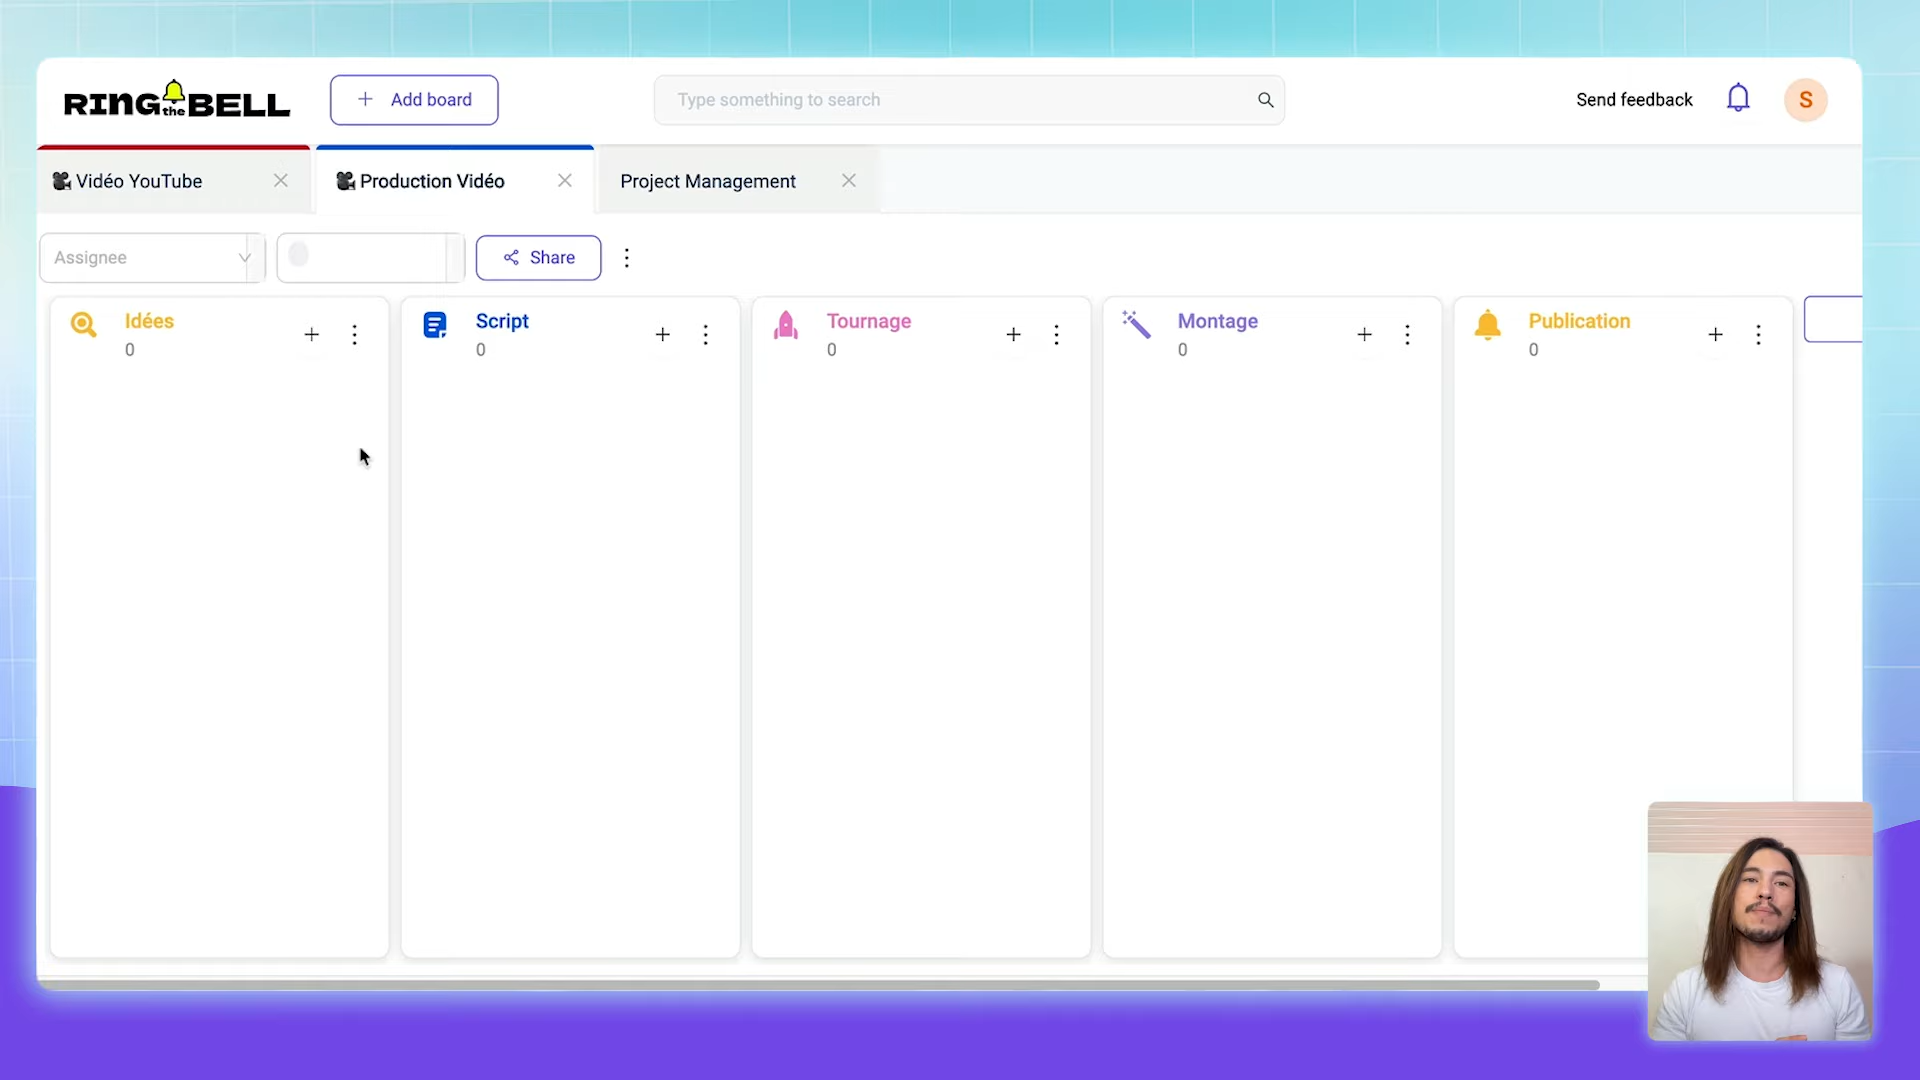 RING the BELL
Add board
Type something to search
Send feedback
S
Vidéo YouTube
Production Vidéo
Project Management
Assignee
Share
Idées
0
Script
0
Tournage
0
Montage
0
Publication
0